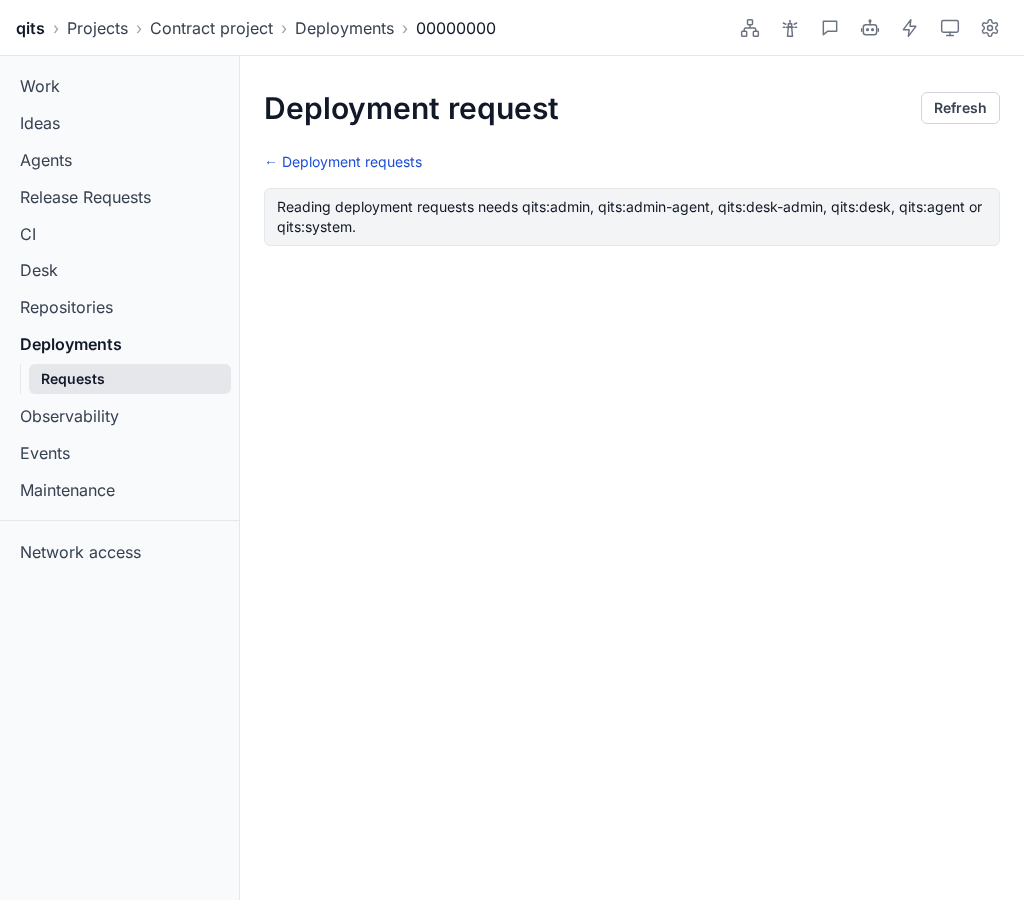 qits › Projects › Contract project › Deployments › 00000000
Work
Ideas
Agents
Release Requests
CI
Desk
Repositories
Deployments
Requests
Observability
Events
Maintenance
Network access
Deployment request
Refresh
← Deployment requests
Reading deployment requests needs qits:admin, qits:admin-agent, qits:desk-admin, qits:desk, qits:agent or
qits:system.